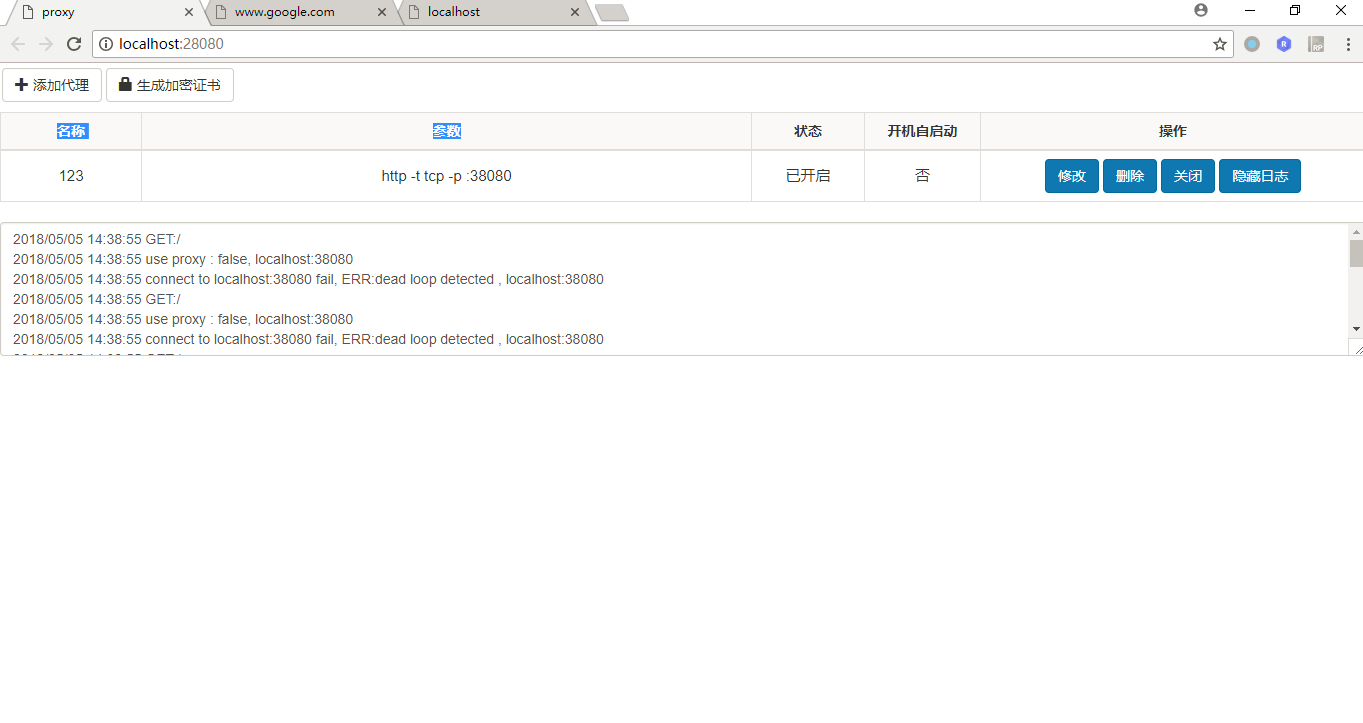 proxy www.google.com localhost
localhost:28080
添加代理 生成加密证书
名称 参数 状态 开机自启动 操作
123 http -t tcp -p :38080 已开启 否 修改 删除 关闭 隐藏日志
2018/05/05 14:38:55 GET:/
2018/05/05 14:38:55 use proxy : false, localhost:38080
2018/05/05 14:38:55 connect to localhost:38080 fail, ERR:dead loop detected , localhost:38080
2018/05/05 14:38:55 GET:/
2018/05/05 14:38:55 use proxy : false, localhost:38080
2018/05/05 14:38:55 connect to localhost:38080 fail, ERR:dead loop detected , localhost:38080